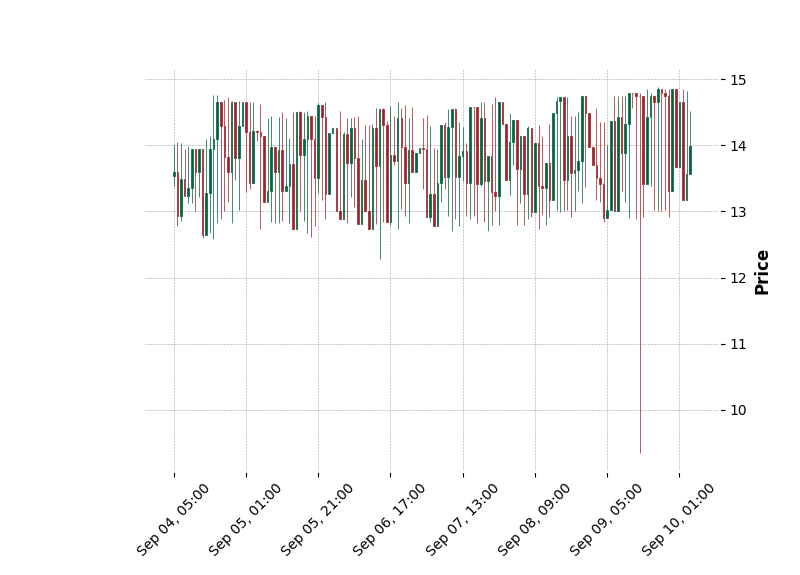 15
14
13
12
11
10
Price
Sep 04, 05:00
Sep 05, 01:00
Sep 05, 21:00
Sep 06, 17:00
Sep 07, 13:00
Sep 08, 09:00
Sep 09, 05:00
Sep 10, 01:00